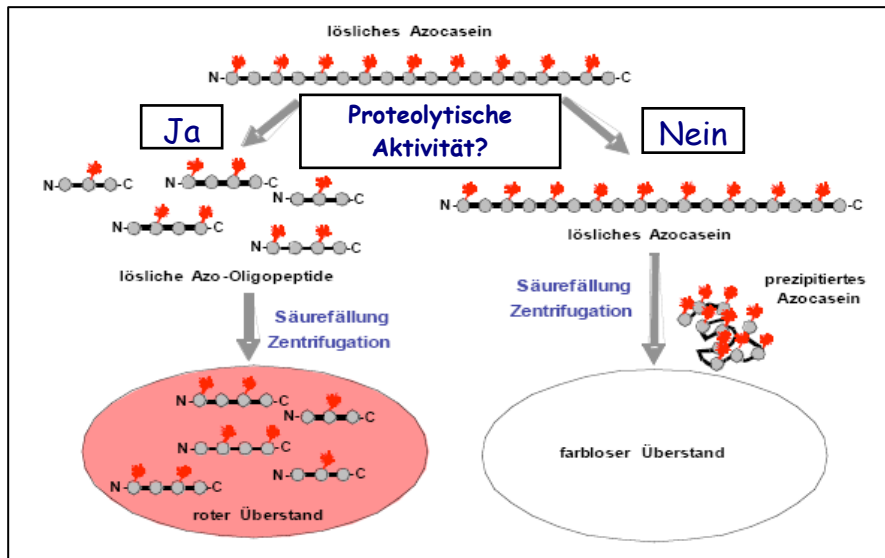 lösliches Azocasein
N- -C
Ja
Proteolytische
Aktivität?
Nein
N- -C
N- -C
N- -C
N- -C
N- -C
lösliche Azo-Oligopeptide
N- -C
lösliches Azocasein
Säurefällung
Zentrifugation
Säurefällung
Zentrifugation
prezipitiertes
Azocasein
N- -C
N- -C
N- -C
N- -C
N- -C
roter Überstand
farbloser Überstand